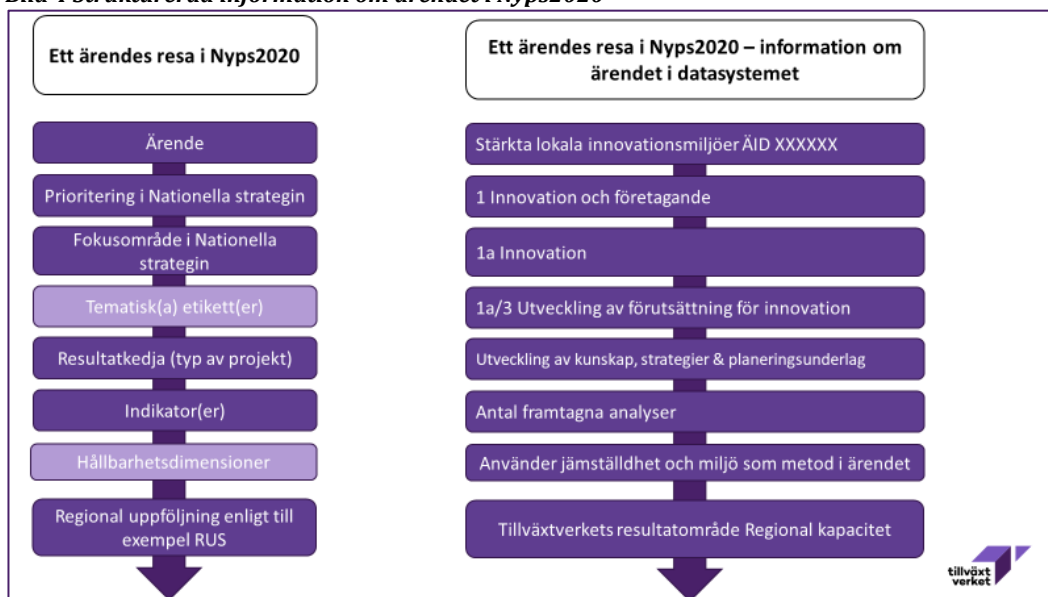 Bild 4 Strukturerad information om ärendet i Nyps2020
Ett ärendes resa i Nyps2020
Ärende
Prioritering i Nationella strategin
Fokusområde i Nationella
strategin
Tematisk(a) etikett(er)
Resultatkedja (typ av projekt)
Indikator(er)
Hållbarhetsdimensioner
Regional uppföljning enligt till
exempel RUS
Ett ärendes resa i Nyps2020 – information om
ärendet i datasystemet
Stärkta lokala innovationsmiljöer ÄID XXXXXX
1 Innovation och företagande
1a Innovation
1a/3 Utveckling av förutsättning för innovation
Utveckling av kunskap, strategier & planeringsunderlag
Antal framtagna analyser
Använder jämställdhet och miljö som metod i ärendet
Tillväxtverkets resultatområde Regional kapacitet
tillväxt
verket